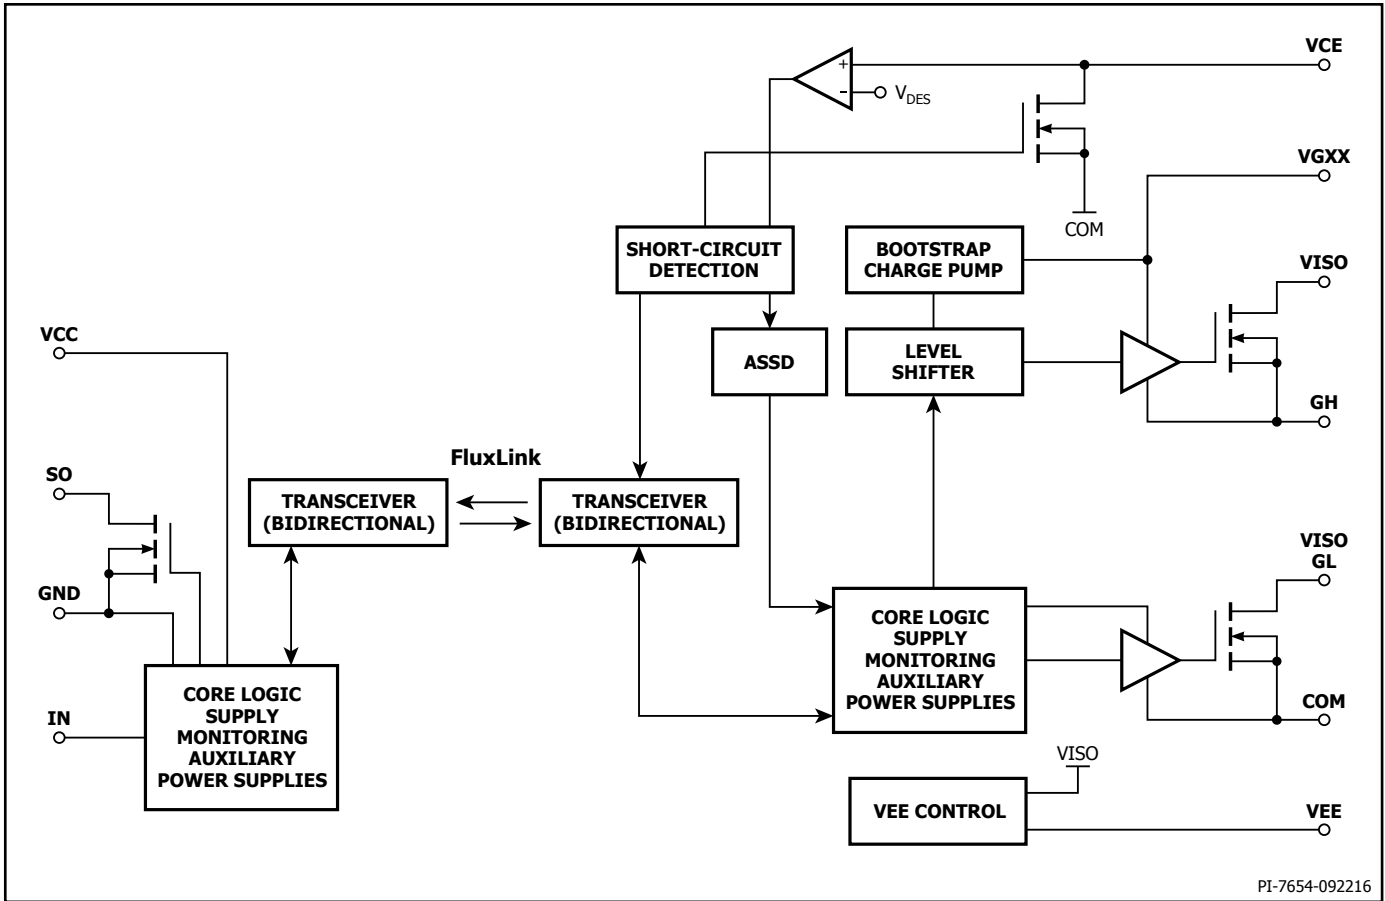 VCE
+
-
VDES
VGXX
COM
SHORT-CIRCUIT
DETECTION
BOOTSTRAP
CHARGE PUMP
VISO
VCC
ASSD
LEVEL
SHIFTER
GH
FluxLink
SO
TRANSCEIVER
(BIDIRECTIONAL)
TRANSCEIVER
(BIDIRECTIONAL)
VISO
GL
GND
CORE LOGIC
SUPPLY
MONITORING
AUXILIARY
POWER SUPPLIES
IN
CORE LOGIC
SUPPLY
MONITORING
AUXILIARY
POWER SUPPLIES
COM
VISO
VEE CONTROL
VEE
PI-7654-092216